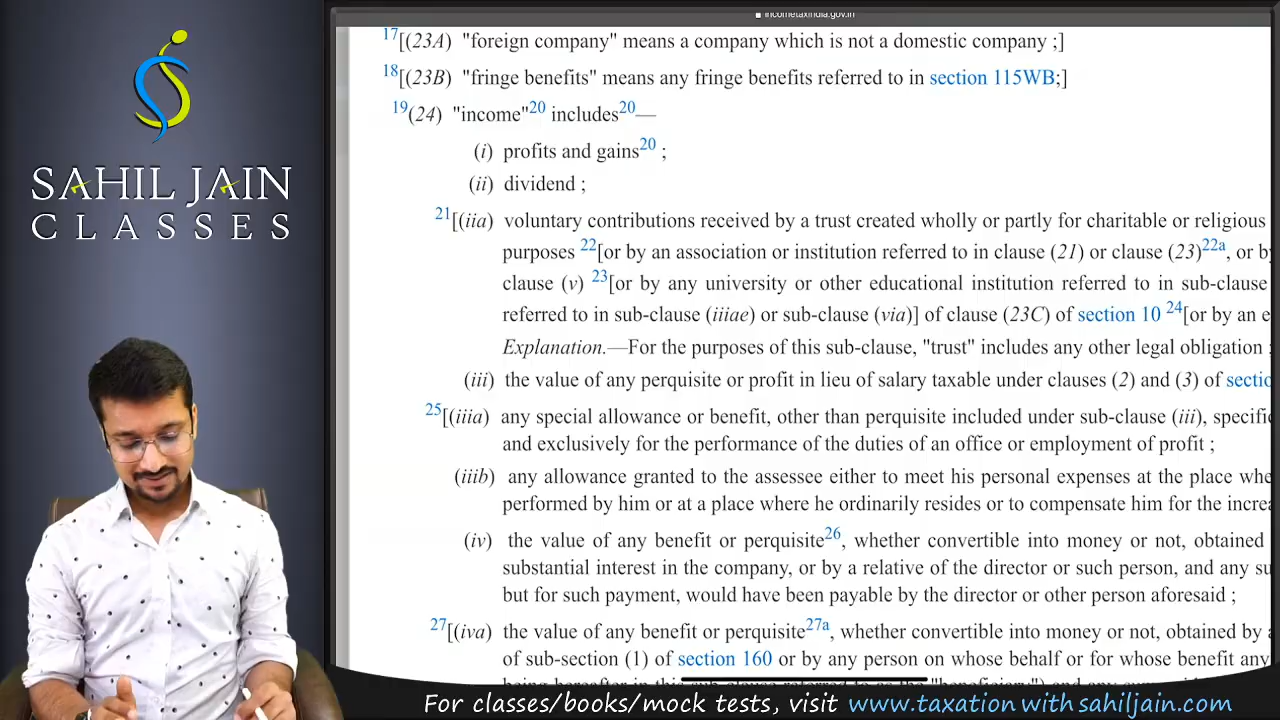 incometaxindia.gov.in
17[(23A) "foreign company" means a company which is not a domestic company ;]
18[(23B) "fringe benefits" means any fringe benefits referred to in section 115WB;]
19(24) "income"20 includes20—
(i) profits and gains20 ;
(ii) dividend ;
21[(iia) voluntary contributions received by a trust created wholly or partly for charitable or religious
purposes 22[or by an association or institution referred to in clause (21) or clause (23)22a, or by
clause (v) 23[or by any university or other educational institution referred to in sub-clause
referred to in sub-clause (iiiae) or sub-clause (via)] of clause (23C) of section 10 24[or by an e
Explanation.—For the purposes of this sub-clause, "trust" includes any other legal obligation ;
(iii) the value of any perquisite or profit in lieu of salary taxable under clauses (2) and (3) of sectio
25[(iiia) any special allowance or benefit, other than perquisite included under sub-clause (iii), specific
and exclusively for the performance of the duties of an office or employment of profit ;
(iiib) any allowance granted to the assessee either to meet his personal expenses at the place whe
performed by him or at a place where he ordinarily resides or to compensate him for the increa
(iv) the value of any benefit or perquisite26, whether convertible into money or not, obtained
substantial interest in the company, or by a relative of the director or such person, and any su
but for such payment, would have been payable by the director or other person aforesaid ;
27[(iva) the value of any benefit or perquisite27a, whether convertible into money or not, obtained by a
of sub-section (1) of section 160 or by any person on whose behalf or for whose benefit any
being hereafter in this sub-clause referred to as the "beneficiary") and any
SAHIL JAIN
CLASSES
For classes/books/mock tests, visit www.taxationwithsahiljain.com